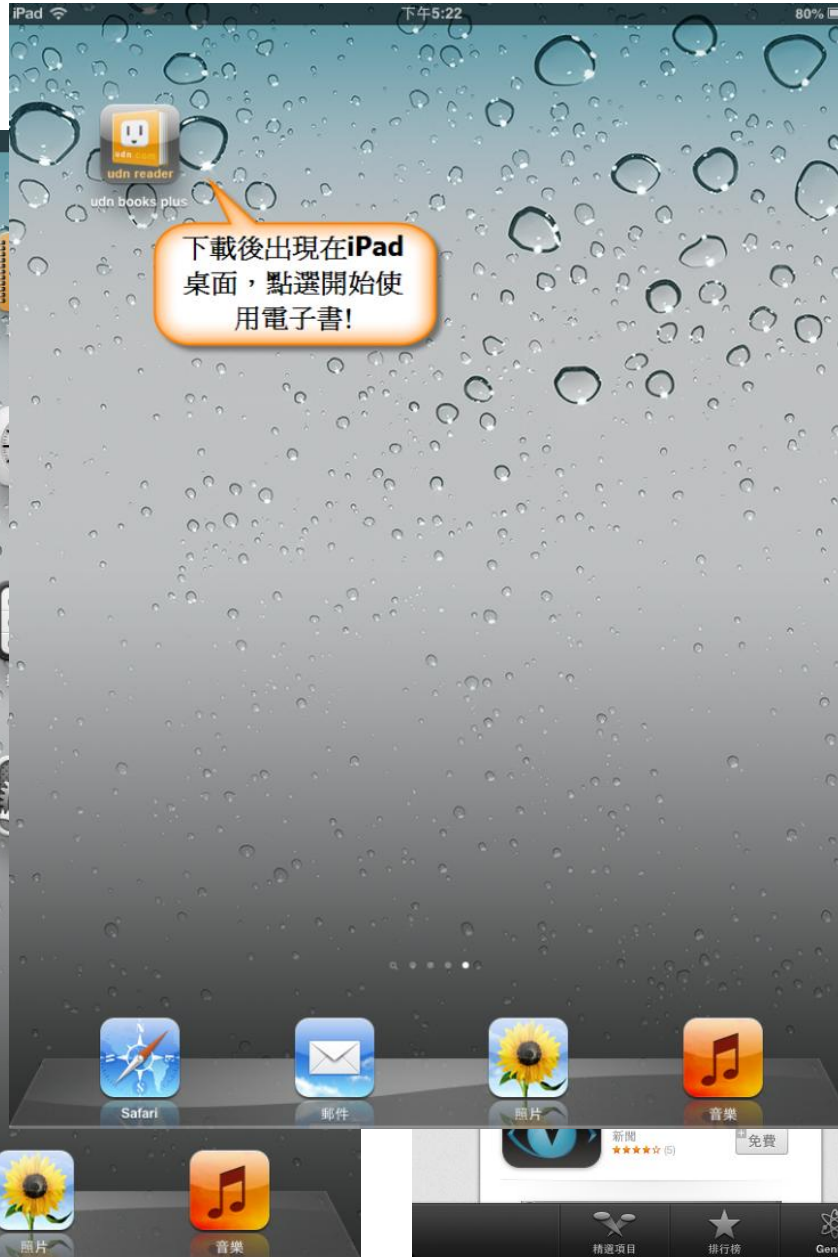 iPad
下午5:22
80%
udn.com
udn reader
udn books plus
下載後出現在iPad
桌面，點選開始使
用電子書!
Safari
郵件
照片
音樂
新聞
(5)
免費
照片
音樂
精選項目
排行榜